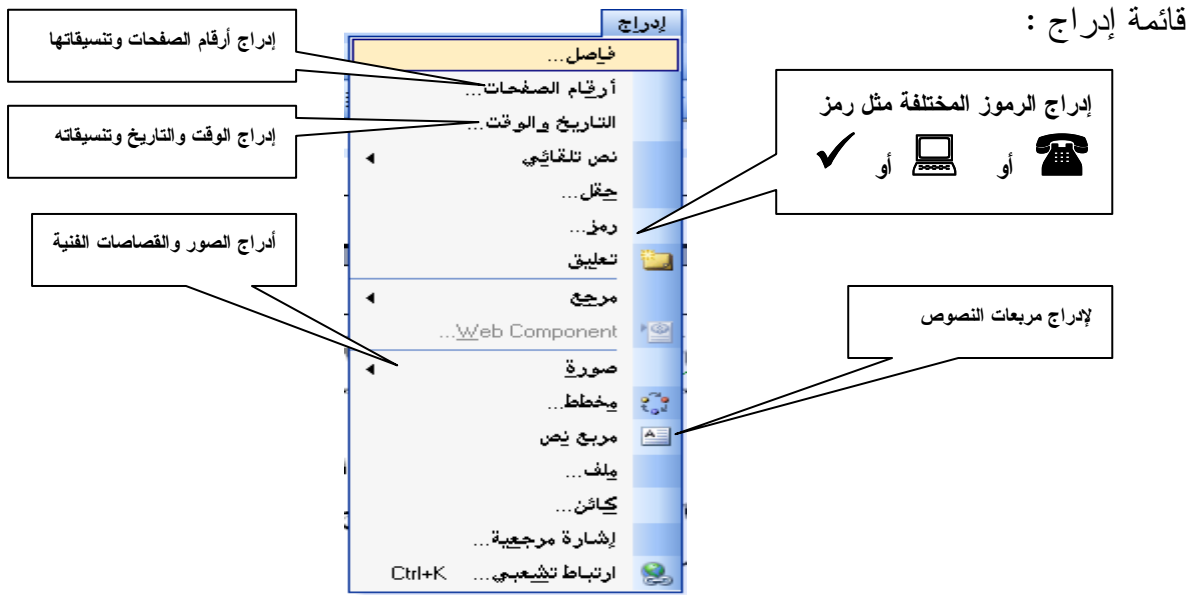 قائمة إدراج :
إدراج
فاصل...
أرقام الصفحات...
التاريخ والوقت...
نص تلقائي
حقل...
رمز...
تعليق
مرجع
Web Component...
صورة
مخطط...
مربع نص
ملف...
كائن...
إشارة مرجعية...
ارتباط تشعبي... Ctrl+K
إدراج الرموز المختلفة مثل رمز
أو أو
لإدراج مربعات النصوص
إدراج أرقام الصفحات وتنسيقاتها
إدراج الوقت والتاريخ وتنسيقاته
أدراج الصور والقصاصات الفنية